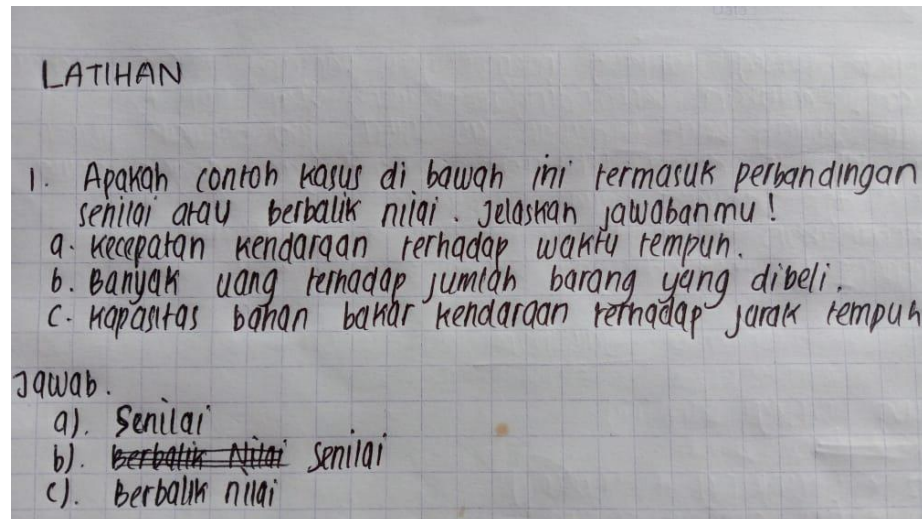 Date
LATIHAN
1. Apakah contoh kasus di bawah ini termasuk perbandingan
senilai atau berbalik nilai. Jelaskan jawabanmu!
a. Kecepatan kendaraan terhadap waktu tempuh.
b. Banyak uang terhadap jumlah barang yang dibeli.
c. Kapasitas bahan bakar kendaraan terhadap jarak tempuh
Jawab.
a). Senilai
b). Berbalik Nilai Senilai
c). Berbalik nilai